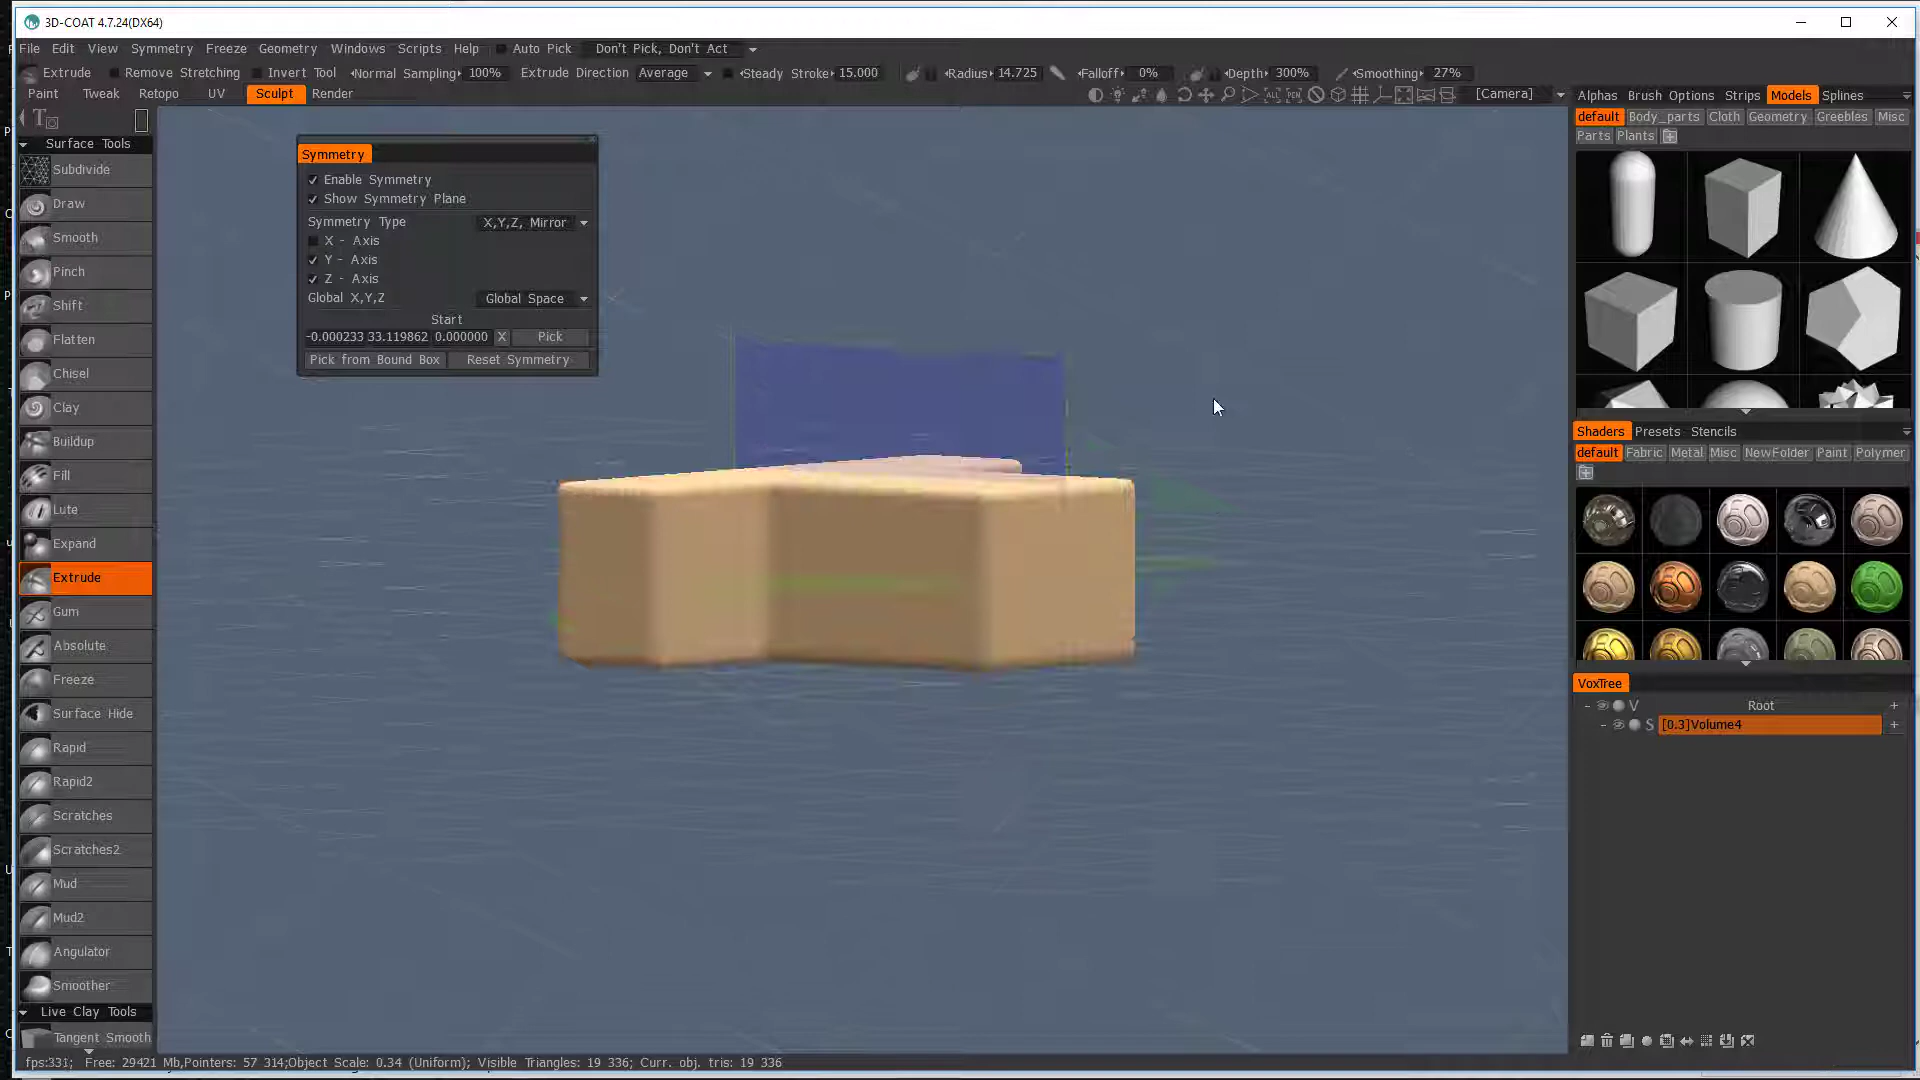 3D-COAT 4.7.24(DX64)
File Edit View Symmetry Freeze Geometry Windows Scripts Help Auto Pick Don't Pick, Don't Act
Extrude Remove Stretching Invert Tool Normal Sampling 100% Extrude Direction Average Steady Stroke 15.000 Radius 14.725 Falloff 0% Depth 300% Smoothing 27%
Paint Tweak Retopo UV Sculpt Render [Camera]
Alphas Brush Options Strips Models Splines
default Body_parts Cloth Geometry Greebles Misc
Parts Plants
Surface Tools
Subdivide
Draw
Smooth
Pinch
Shift
Flatten
Chisel
Clay
Buildup
Fill
Lute
Expand
Extrude
Gum
Absolute
Freeze
Surface Hide
Rapid
Rapid2
Scratches
Scratches2
Mud
Mud2
Angulator
Smoother
Live Clay Tools
Tangent Smooth
Symmetry
Enable Symmetry
Show Symmetry Plane
Symmetry Type X,Y,Z, Mirror
X - Axis
Y - Axis
Z - Axis
Global X,Y,Z Global Space
Start
-0.000233 33.119862 0.000000 X Pick
Pick from Bound Box Reset Symmetry
Shaders Presets Stencils
default Fabric Metal Misc NewFolder Paint Polymer
VoxTree
V Root
S [0.3]Volume4
fps:331; Free: 29421 Mb,Pointers: 57 314;Object Scale: 0.34 (Uniform); Visible Triangles: 19 336; Curr. obj. tris: 19 336